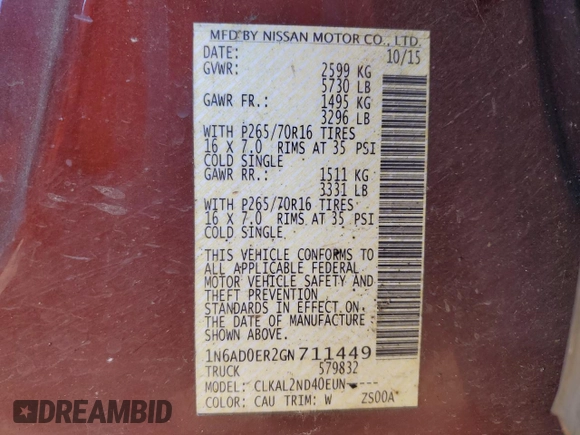 MFD BY NISSAN MOTOR CO., LTD.
DATE: 10/15
GVWR: 2599 KG
5730 LB
GAWR FR.: 1495 KG
3296 LB
WITH P265/70R16 TIRES
16 X 7.0 RIMS AT 35 PSI
COLD SINGLE
GAWR RR.: 1511 KG
3331 LB
WITH P265/70R16 TIRES
16 X 7.0 RIMS AT 35 PSI
COLD SINGLE
THIS VEHICLE CONFORMS TO
ALL APPLICABLE FEDERAL
MOTOR VEHICLE SAFETY AND
THEFT PREVENTION
STANDARDS IN EFFECT ON
THE DATE OF MANUFACTURE
SHOWN ABOVE.
1N6AD0ER2GN711449
TRUCK 579832
MODEL: CLKAL2ND40EUN-----
COLOR: CAU TRIM: W ZS00A
DREAMBID